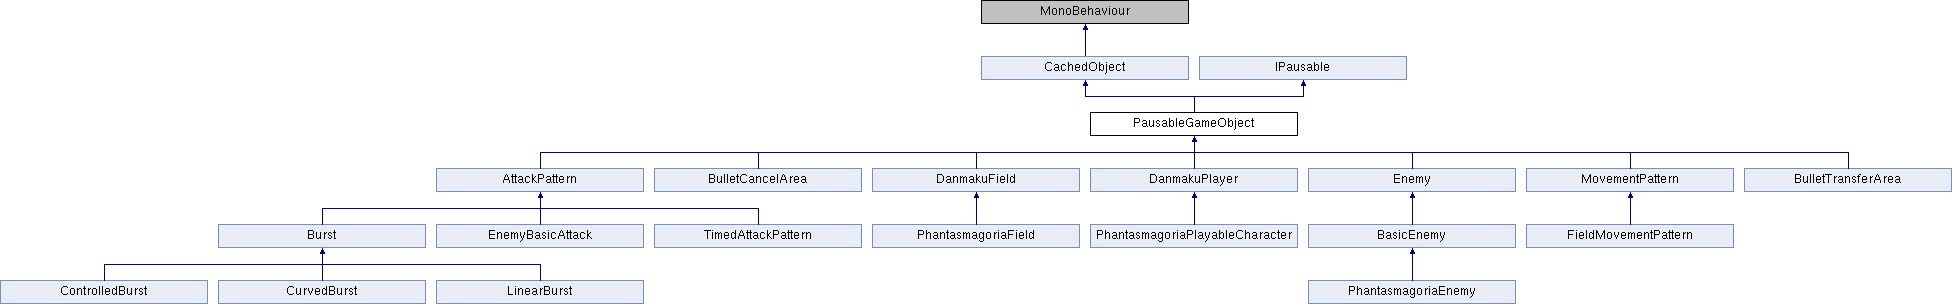 MonoBehaviour
CachedObject
IPausable
PausableGameObject
AttackPattern
BulletCancelArea
DanmakuField
DanmakuPlayer
Enemy
MovementPattern
BulletTransferArea
Burst
EnemyBasicAttack
TimedAttackPattern
PhantasmagoriaField
PhantasmagoriaPlayableCharacter
BasicEnemy
FieldMovementPattern
ControlledBurst
CurvedBurst
LinearBurst
PhantasmagoriaEnemy